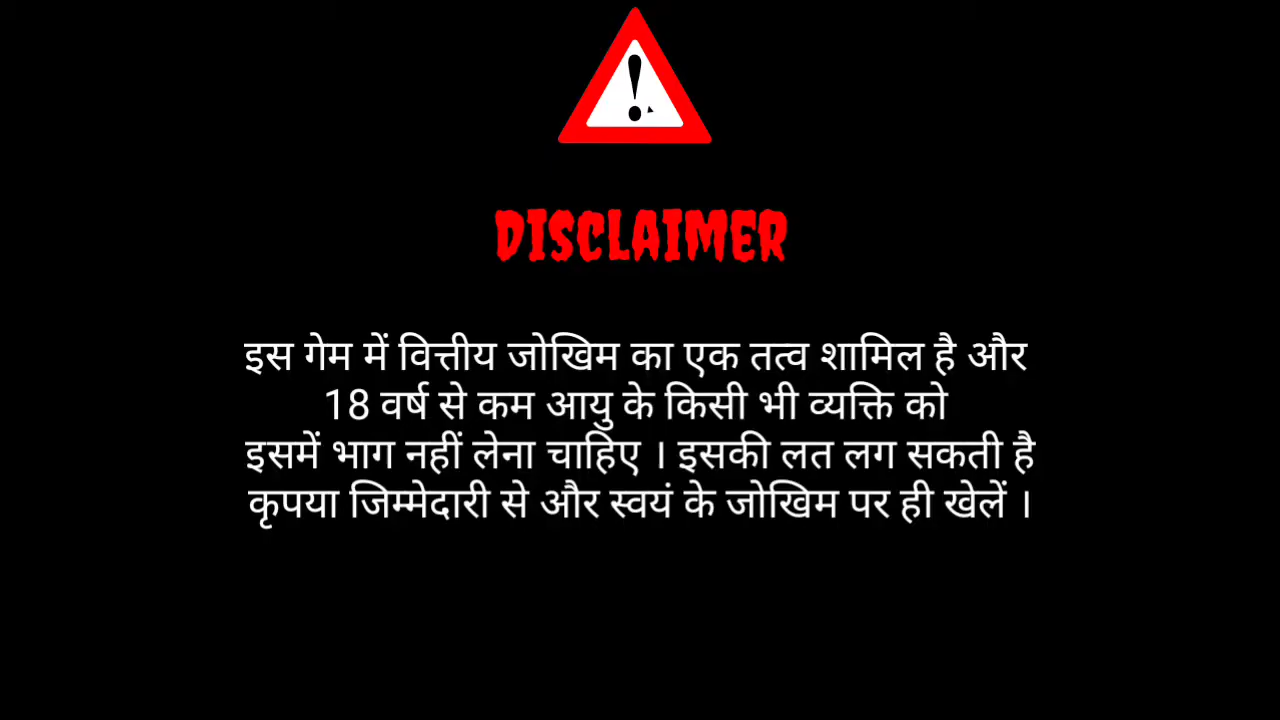 DISCLAIMER
इस गेम में वित्तीय जोखिम का एक तत्व शामिल है और
18 वर्ष से कम आयु के किसी भी व्यक्ति को
इसमें भाग नहीं लेना चाहिए । इसकी लत लग सकती है
कृपया जिम्मेदारी से और स्वयं के जोखिम पर ही खेलें ।